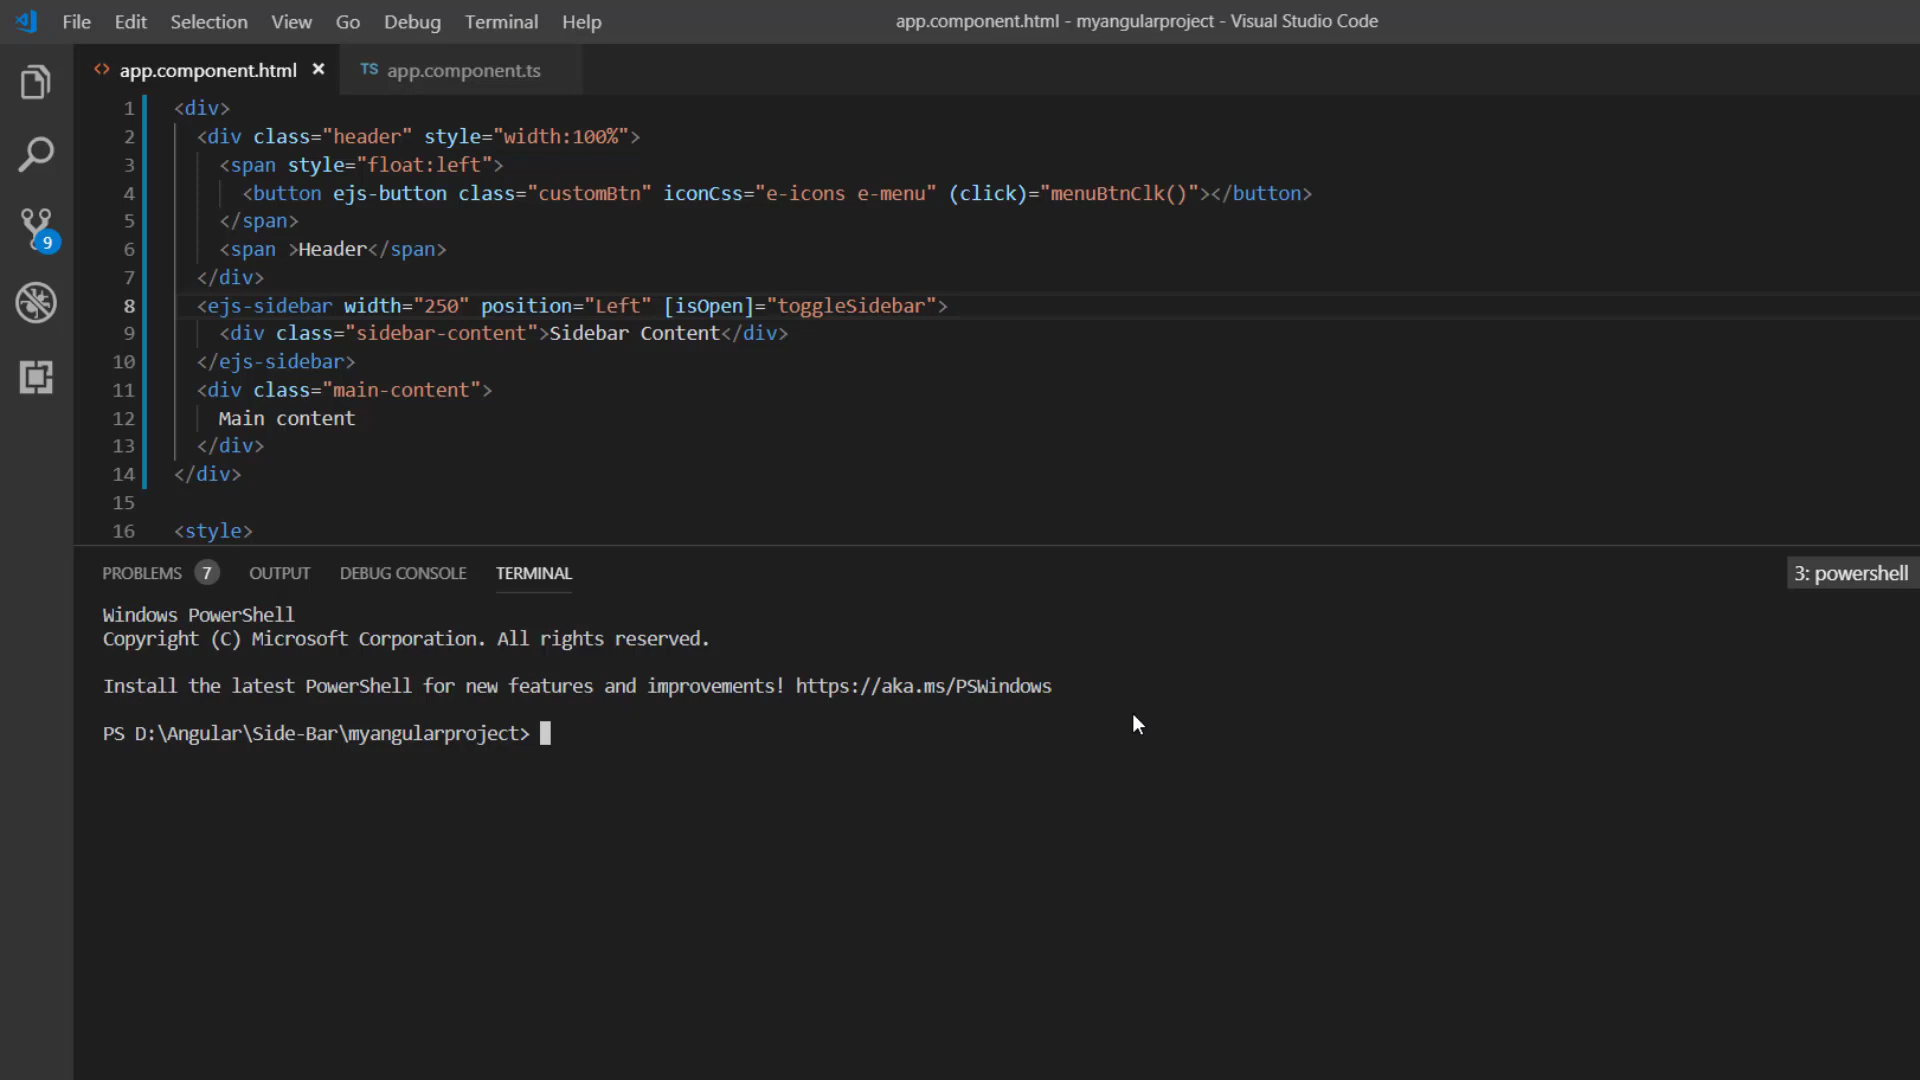 File Edit Selection View Go Debug Terminal Help app.component.html - myangularproject - Visual Studio Code
<> app.component.html × TS app.component.ts
1 <div>
2 <div class="header" style="width:100%">
3 <span style="float:left">
4 <button ejs-button class="customBtn" iconCss="e-icons e-menu" (click)="menuBtnClk()"></button>
5 </span>
6 <span >Header</span>
7 </div>
8 <ejs-sidebar width="250" position="Left" [isOpen]="toggleSidebar">
9 <div class="sidebar-content">Sidebar Content</div>
10 </ejs-sidebar>
11 <div class="main-content">
12 Main content
13 </div>
14 </div>
15
16 <style>
9
PROBLEMS 7 OUTPUT DEBUG CONSOLE TERMINAL 3: powershell
Windows PowerShell
Copyright (C) Microsoft Corporation. All rights reserved.
Install the latest PowerShell for new features and improvements! https://aka.ms/PSWindows
PS D:\Angular\Side-Bar\myangularproject>